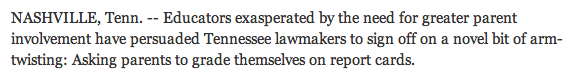 NASHVILLE, Tenn. -- Educators exasperated by the need for greater parent
involvement have persuaded Tennessee lawmakers to sign off on a novel bit of arm-
twisting: Asking parents to grade themselves on report cards.